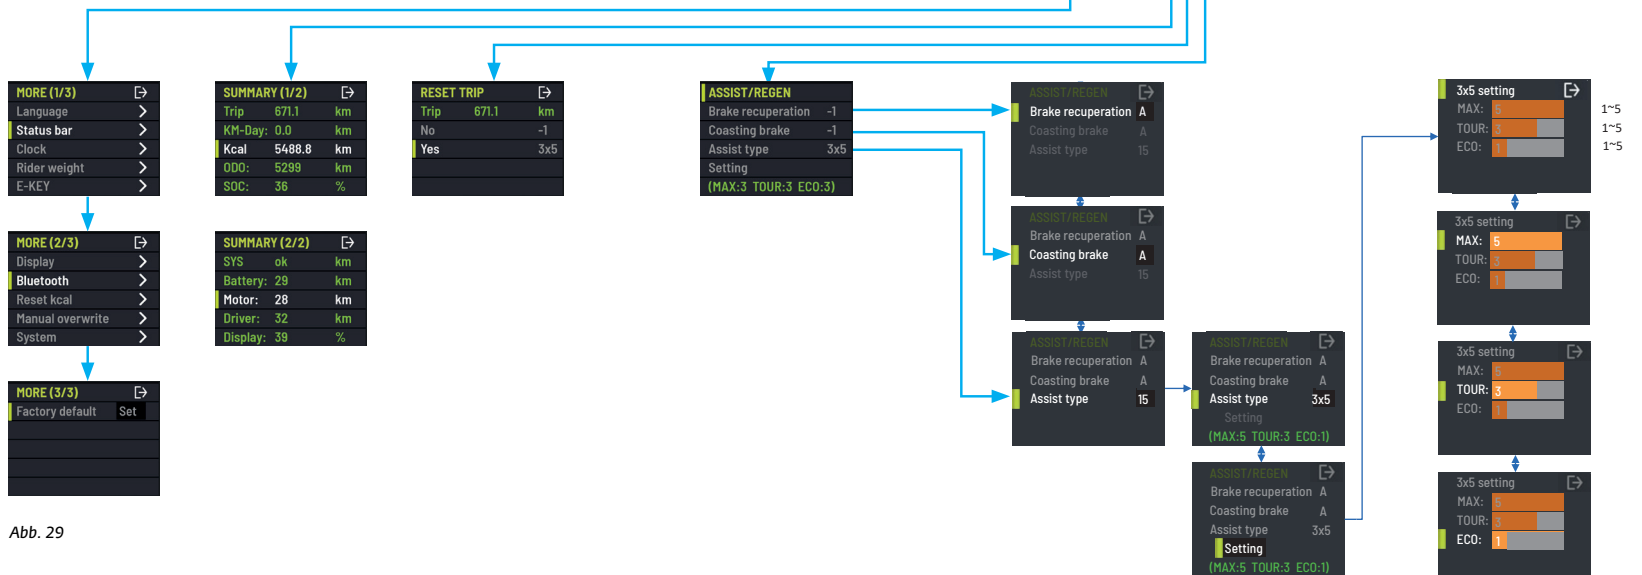 MORE (1/3)
Language
Status bar
Clock
Rider weight
E-KEY
MORE (2/3)
Display
Bluetooth
Reset kcal
Manual overwrite
System
MORE (3/3)
Factory default Set
SUMMARY (1/2)
Trip 671.1 km
KM-Day: 0.0 km
Kcal 5488.8 km
ODO: 5299 km
SOC: 36 %
SUMMARY (2/2)
SYS ok km
Battery: 29 km
Motor: 28 km
Driver: 32 km
Display: 39 %
RESET TRIP
Trip 671.1 km
No -1
Yes 3x5
ASSIST/REGEN
Brake recuperation -1
Coasting brake -1
Assist type 3x5
Setting
(MAX:3 TOUR:3 ECO:3)
ASSIST/REGEN
Brake recuperation A
Coasting brake A
Assist type 15
ASSIST/REGEN
Brake recuperation A
Coasting brake A
Assist type 15
ASSIST/REGEN
Brake recuperation A
Coasting brake A
Assist type 15
ASSIST/REGEN
Brake recuperation A
Coasting brake A
Assist type 3x5
Setting
(MAX:5 TOUR:3 ECO:1)
ASSIST/REGEN
Brake recuperation A
Coasting brake A
Assist type 3x5
Setting
(MAX:5 TOUR:3 ECO:1)
3x5 setting
MAX: 5 1~5
TOUR: 3 1~5
ECO: 1 1~5
3x5 setting
MAX: 5
TOUR: 3
ECO: 1
3x5 setting
MAX: 5
TOUR: 3
ECO: 1
3x5 setting
MAX: 5
TOUR: 3
ECO: 1
Abb. 29